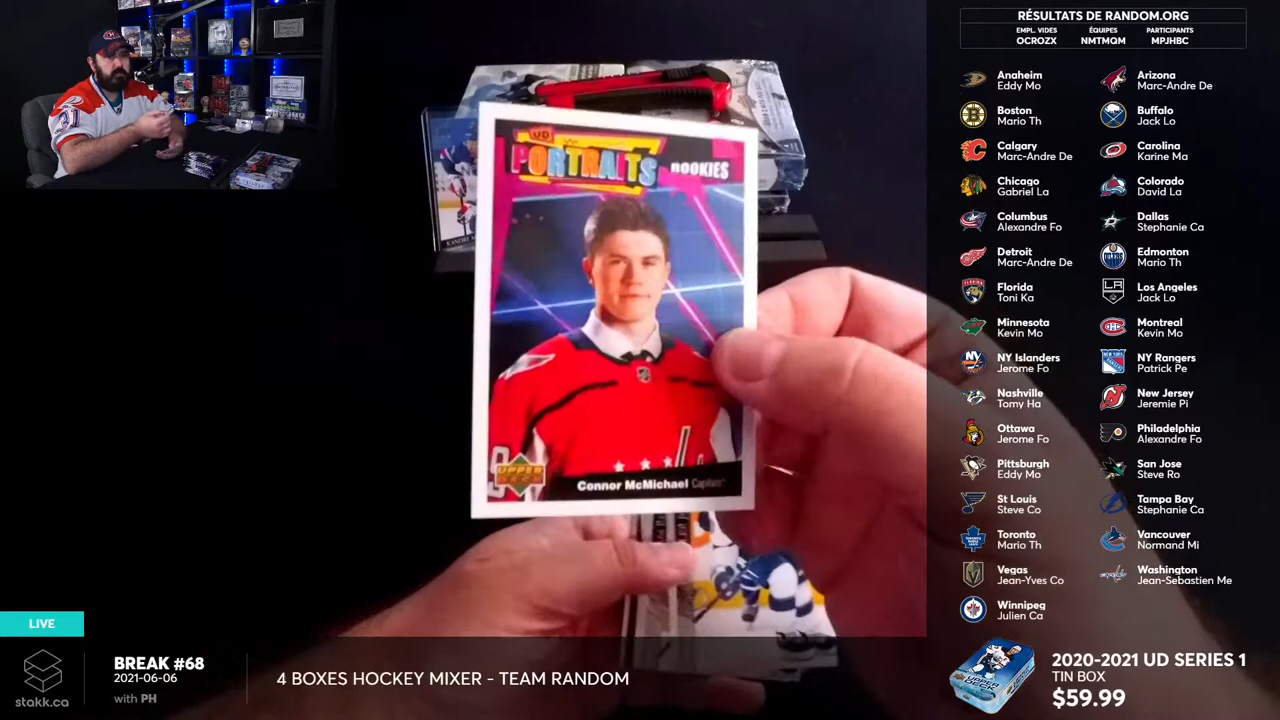 RÉSULTATS DE RANDOM.ORG
EMPL. VIDES ÉQUIPES PARTICIPANTS
OCROZX NMTMQM MPJHBC
Anaheim
Eddy Mo
Arizona
Marc-Andre De
Boston
Mario Th
Buffalo
Jack Lo
Calgary
Marc-Andre De
Carolina
Karine Ma
Chicago
Gabriel La
Colorado
David La
Columbus
Alexandre Fo
Dallas
Stephanie Ca
Detroit
Marc-Andre De
Edmonton
Mario Th
Florida
Toni Ka
Los Angeles
Jack Lo
Minnesota
Kevin Mo
Montreal
Kevin Mo
NY Islanders
Jerome Fo
NY Rangers
Patrick Pe
Nashville
Tomy Ha
New Jersey
Jeremie Pi
Ottawa
Jerome Fo
Philadelphia
Alexandre Fo
Pittsburgh
Eddy Mo
San Jose
Steve Ro
St Louis
Steve Co
Tampa Bay
Stephanie Ca
Toronto
Mario Th
Vancouver
Normand Mi
Vegas
Jean-Yves Co
Washington
Jean-Sebastien Me
Winnipeg
Julien Ca
31
UD
PORTRAITS ROOKIES
UPPER DECK
Connor McMichael Capitals
LIVE
stakk.ca
BREAK #68
2021-06-06
with PH
4 BOXES HOCKEY MIXER - TEAM RANDOM
2020-2021 UD SERIES 1
TIN BOX
$59.99